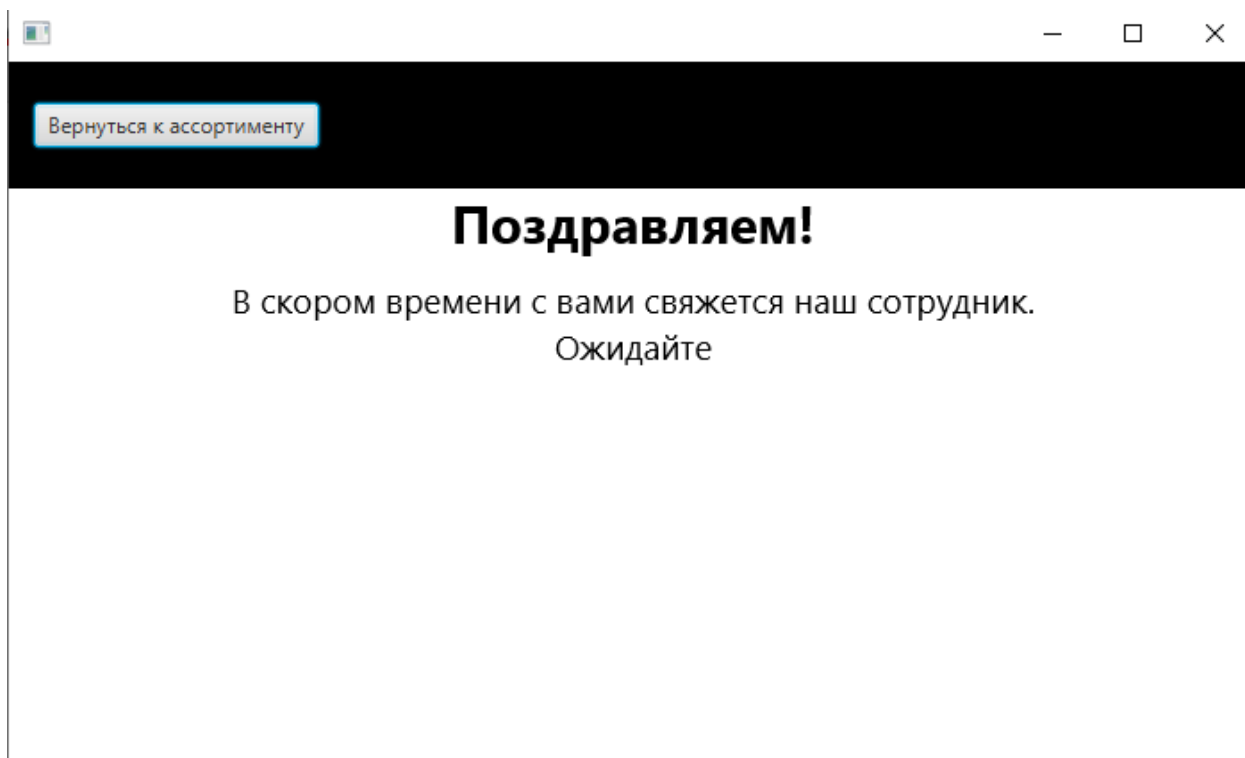 Вернуться к ассортименту
Поздравляем!
В скором времени с вами свяжется наш сотрудник.
Ожидайте